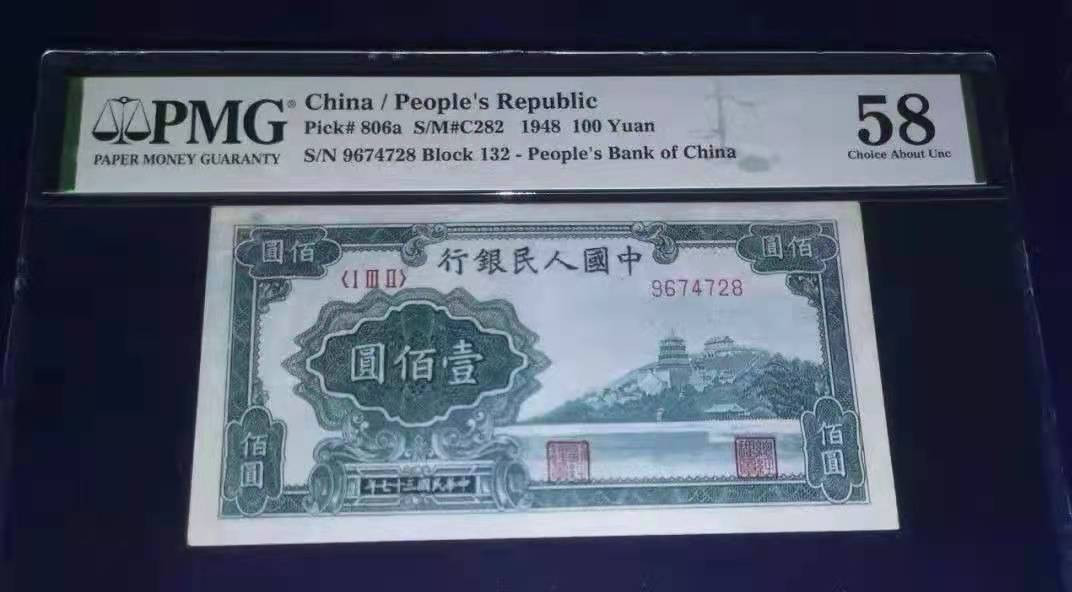 PMG®
PAPER MONEY GUARANTY
China / People's Republic
Pick# 806a S/M#C282 1948 100 Yuan
S/N 9674728 Block 132 - People's Bank of China
58
Choice About Unc
佰圓
中國人民銀行
佰圓
〈I III II〉
9674728
壹佰圓
佰圓
佰圓
中華民國三十七年